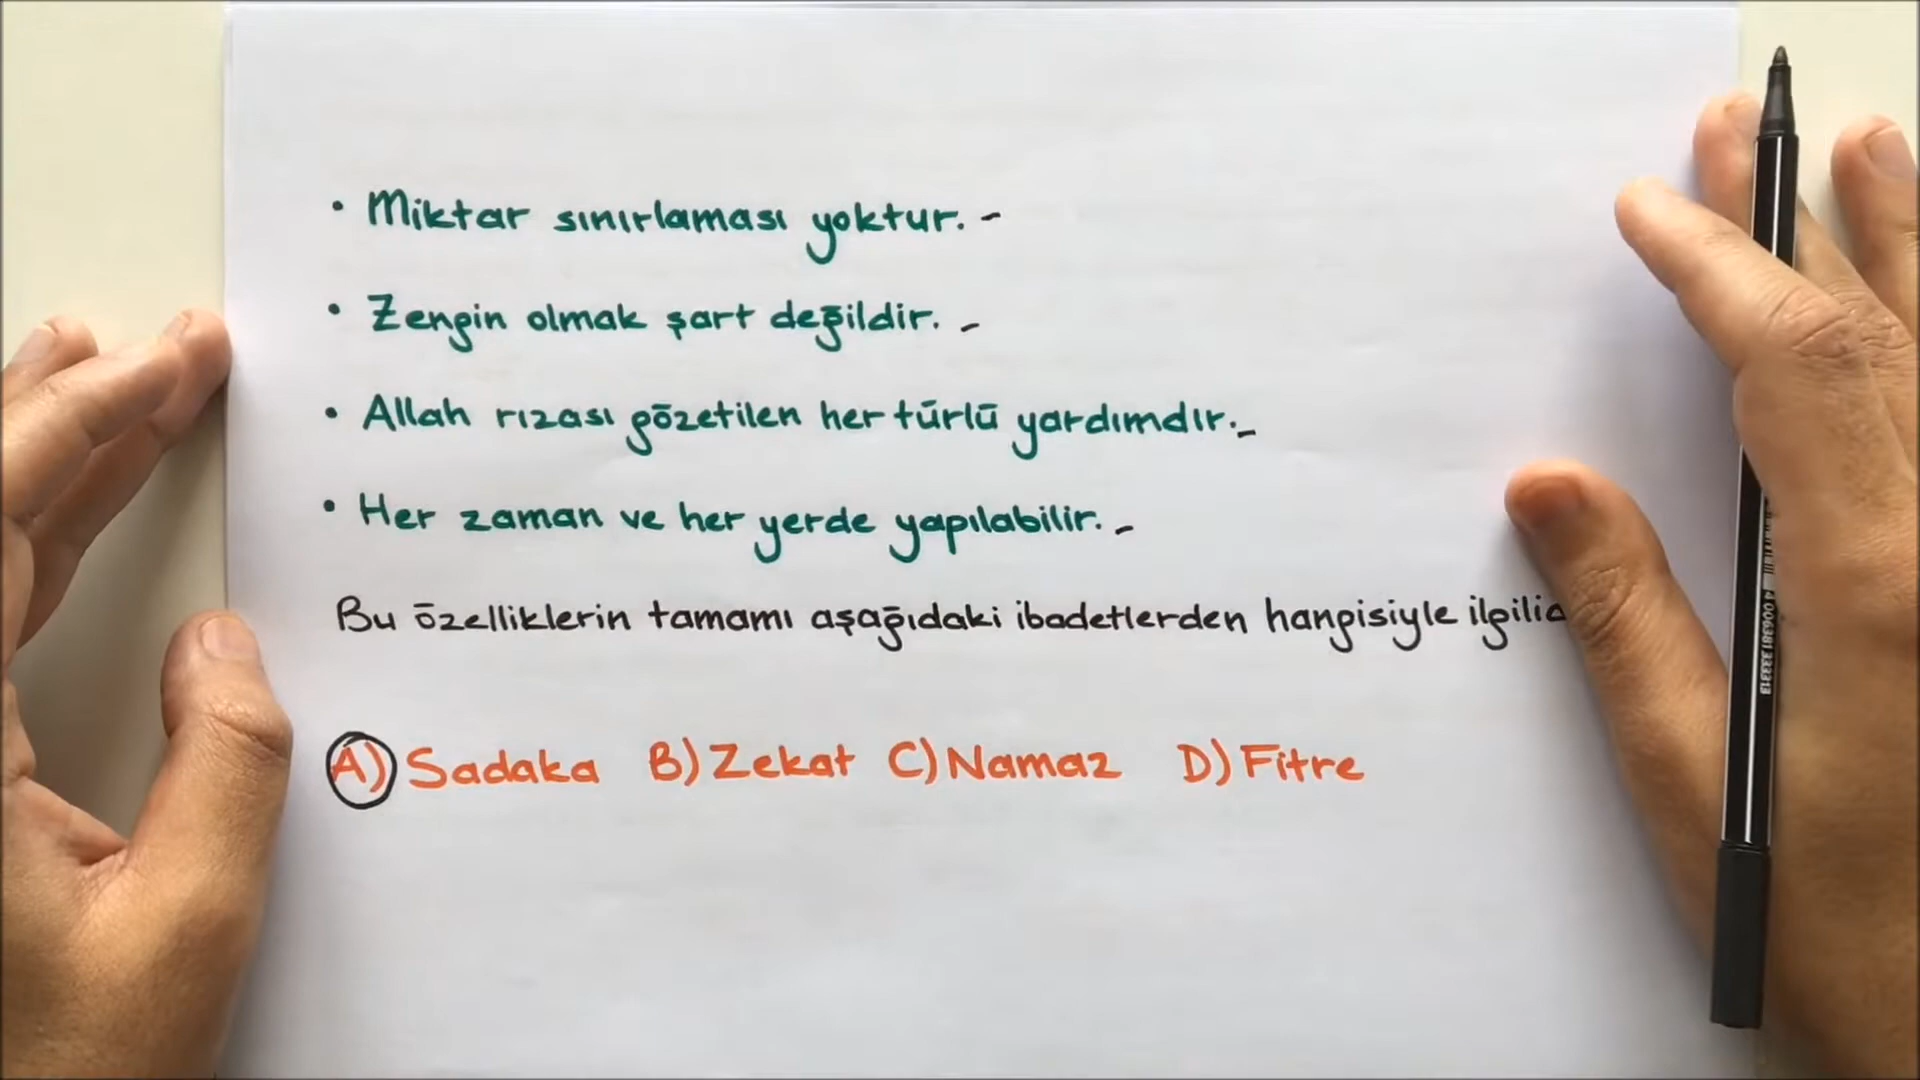 • Miktar sınırlaması yoktur. -
• Zengin olmak şart değildir. -
• Allah rızası gözetilen her türlü yardımdır. -
• Her zaman ve her yerde yapılabilir. -
Bu özelliklerin tamamı aşağıdaki ibadetlerden hangisiyle
A) Sadaka B) Zekat C) Namaz D) Fitre